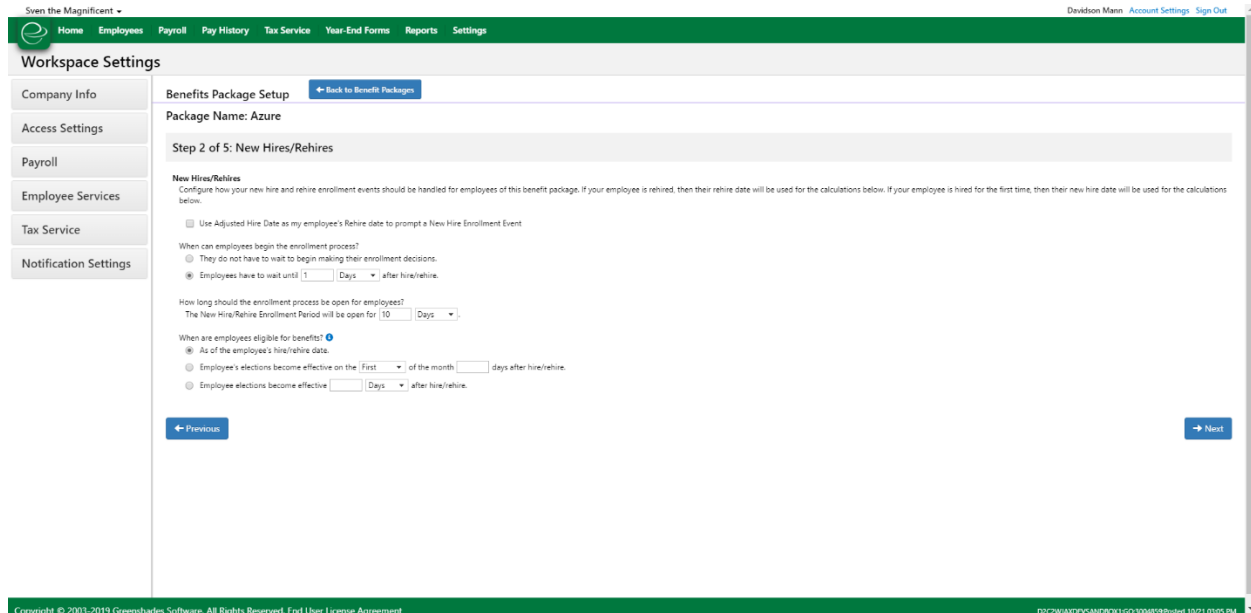 Sven the Magnificent
Davidson Mann Account Settings Sign Out
Home Employees Payroll Pay History Tax Service Year-End Forms Reports Settings
Workspace Settings
Company Info
Access Settings
Payroll
Employee Services
Tax Service
Notification Settings
Benefits Package Setup
Back to Benefit Packages
Package Name: Azure
Step 2 of 5: New Hires/Rehires
New Hires/Rehires
Configure how your new hire and rehire enrollment events should be handled for employees of this benefit package. If your employee is rehired, then their rehire date will be used for the calculations below. If your employee is hired for the first time, then their new hire date will be used for the calculations
below.
Use Adjusted Hire Date as my employee's Rehire date to prompt a New Hire Enrollment Event
When can employees begin the enrollment process?
They do not have to wait to begin making their enrollment decisions.
Employees have to wait until 1 Days after hire/rehire.
How long should the enrollment process be open for employees?
The New Hire/Rehire Enrollment Period will be open for 10 Days .
When are employees eligible for benefits?
As of the employee's hire/rehire date.
Employee's elections become effective on the First of the month days after hire/rehire.
Employee elections become effective Days after hire/rehire.
Previous
Next
Copyright © 2003-2019 Greenshades Software. All Rights Reserved. End User License Agreement
Posted 10/21 03:05 PM